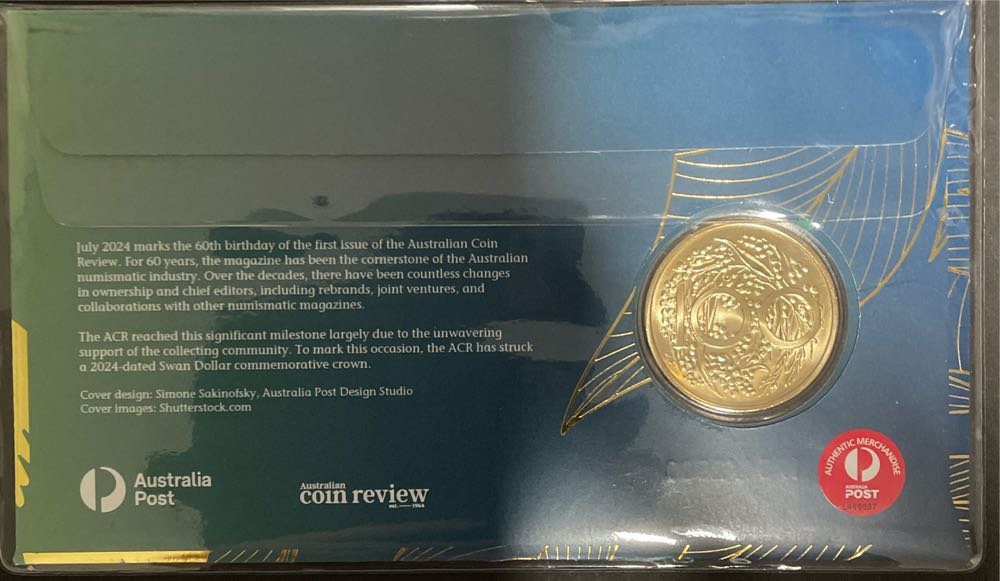 July 2024 marks the 60th birthday of the first issue of the Australian Coin
Review. For 60 years, the magazine has been the cornerstone of the Australian
numismatic industry. Over the decades, there have been countless changes
in ownership and chief editors, including rebrands, joint ventures, and
collaborations with other numismatic magazines.
The ACR reached this significant milestone largely due to the unwavering
support of the collecting community. To mark this occasion, the ACR has struck
a 2024-dated Swan Dollar commemorative crown.
Cover design: Simone Sakinofsky, Australia Post Design Studio
Cover images: Shutterstock.com
Australia
Post
Australian
coin review
est. 1964
AUTHENTIC MERCHANDISE
AUSTRALIA
POST